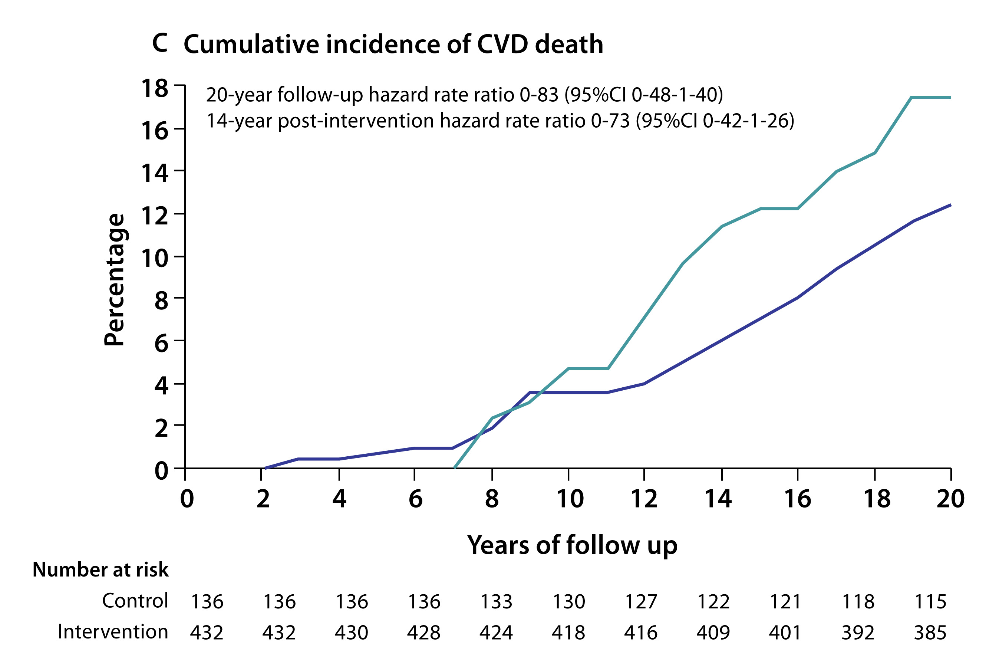 C Cumulative incidence of CVD death
20-year follow-up hazard rate ratio 0-83 (95%CI 0-48-1-40)
14-year post-intervention hazard rate ratio 0-73 (95%CI 0-42-1-26)
Percentage
18
16
14
12
10
8
6
4
2
0
0 2 4 6 8 10 12 14 16 18 20
Years of follow up
Number at risk
Control 136 136 136 136 133 130 127 122 121 118 115
Intervention 432 432 430 428 424 418 416 409 401 392 385